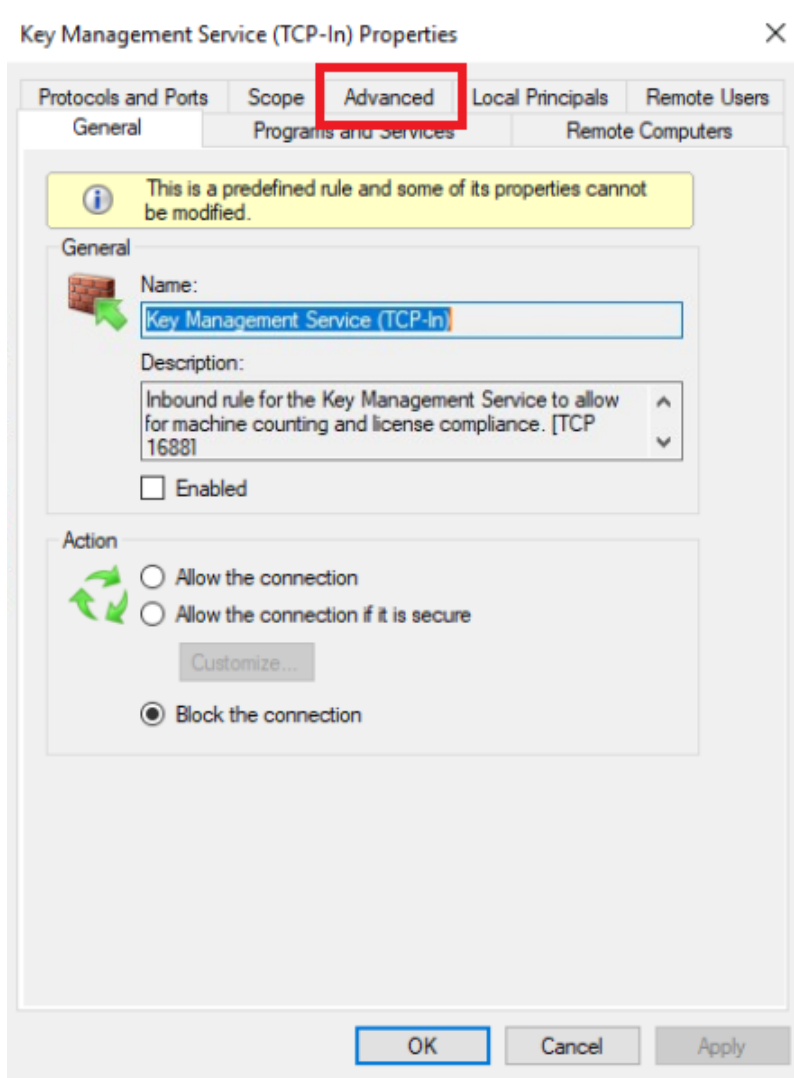 Key Management Service (TCP-In) Properties
Protocols and Ports Scope Advanced Local Principals Remote Users
General Programs and Services Remote Computers
This is a predefined rule and some of its properties cannot
be modified.
General
Name:
Key Management Service (TCP-In)
Description:
Inbound rule for the Key Management Service to allow
for machine counting and license compliance. [TCP
1688]
Enabled
Action
Allow the connection
Allow the connection if it is secure
Customize...
Block the connection
OK Cancel Apply